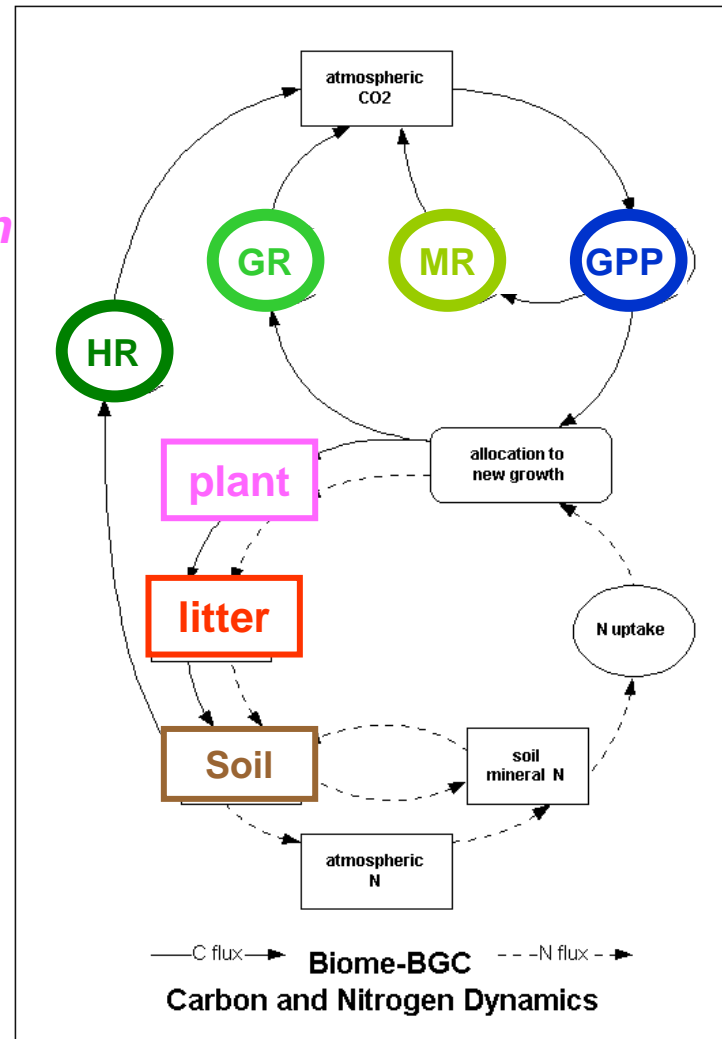 atmospheric
CO2
n
GR
MR
GPP
HR
allocation to
new growth
plant
litter
N uptake
Soil
soil
mineral N
atmospheric
N
C flux
Biome-BGC
N flux
Carbon and Nitrogen Dynamics